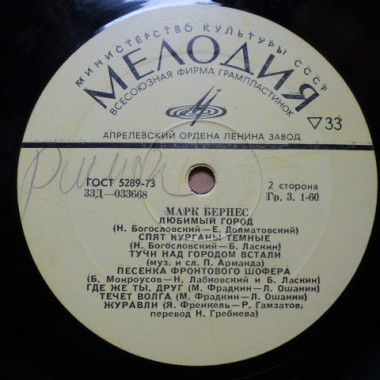 МИНИСТЕРСТВО КУЛЬТУРЫ СССР
МЕЛОДИЯ
ВСЕСОЮЗНАЯ ФИРМА ГРАМПЛАСТИНОК
АПРЕЛЕВСКИЙ ОРДЕНА ЛЕНИНА ЗАВОД
▽33
ГОСТ 5289-73
33Д—033668
2 сторона
Гр. 3. 1-60
МАРК БЕРНЕС
ЛЮБИМЫЙ ГОРОД
(Н. Богословский—Е. Долматовский)
СПЯТ КУРГАНЫ ТЕМНЫЕ
(Н. Богословский—Б. Ласкин)
ТУЧИ НАД ГОРОДОМ ВСТАЛИ
(муз. и сл. П. Арманда)
ПЕСЕНКА ФРОНТОВОГО ШОФЕРА
(Б. Мокроусов—Н. Лабковский и Б. Ласкин)
ГДЕ ЖЕ ТЫ, ДРУГ (М. Фрадкин—Л. Ошанин)
ТЕЧЕТ ВОЛГА (М. Фрадкин—Л. Ошанин)
ЖУРАВЛИ (Я. Френкель—Р. Гамзатов,
перевод Н. Гребнева)